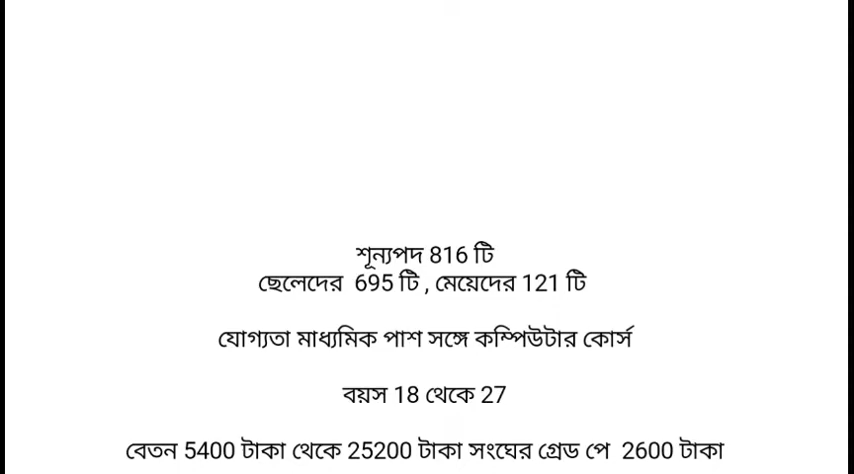 শূন্যপদ 816 টি
ছেলেদের 695 টি , মেয়েদের 121 টি
যোগ্যতা মাধ্যমিক পাশ সঙ্গে কম্পিউটার কোর্স
বয়স 18 থেকে 27
বেতন 5400 টাকা থেকে 25200 টাকা সংঘের গ্রেড পে 2600 টাকা